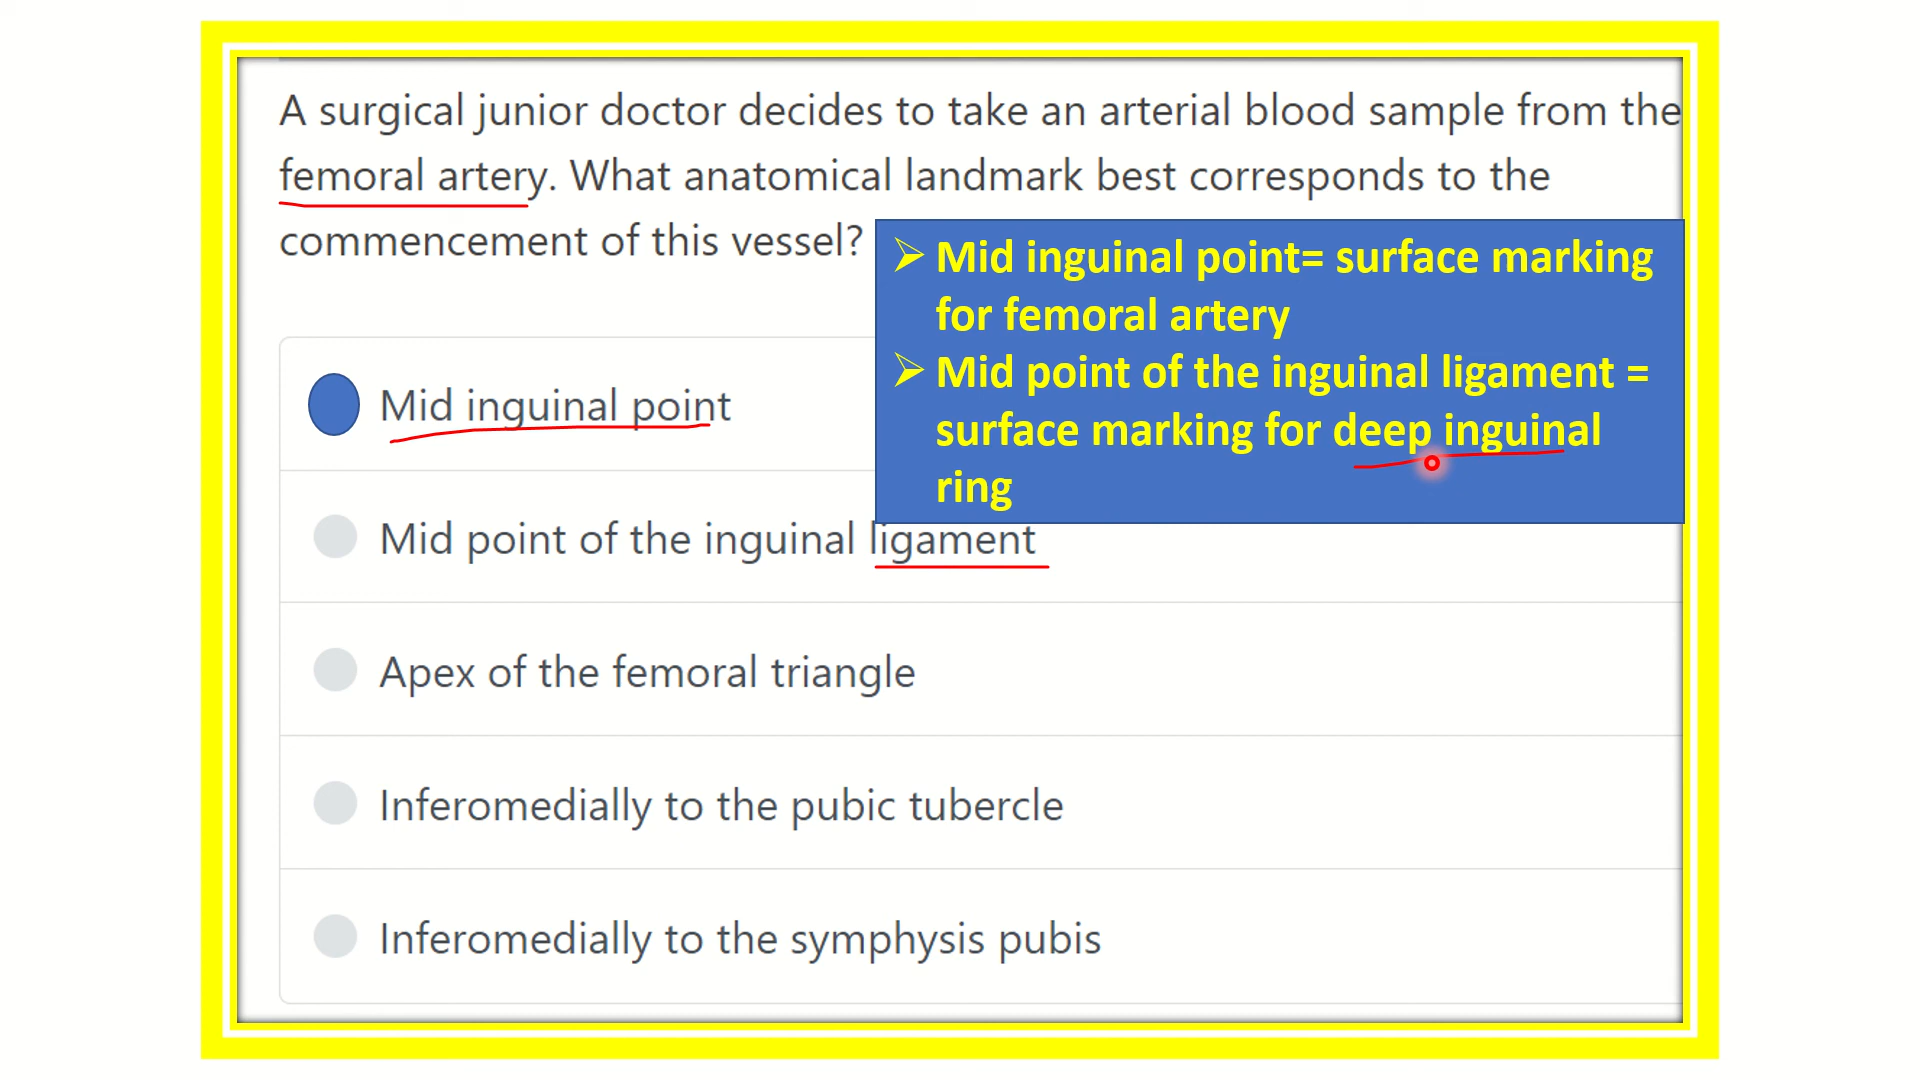 A surgical junior doctor decides to take an arterial blood sample from the
femoral artery. What anatomical landmark best corresponds to the
commencement of this vessel?
Mid inguinal point= surface marking
for femoral artery
Mid point of the inguinal ligament =
surface marking for deep inguinal
ring
Mid inguinal point
Mid point of the inguinal ligament
Apex of the femoral triangle
Inferomedially to the pubic tubercle
Inferomedially to the symphysis pubis